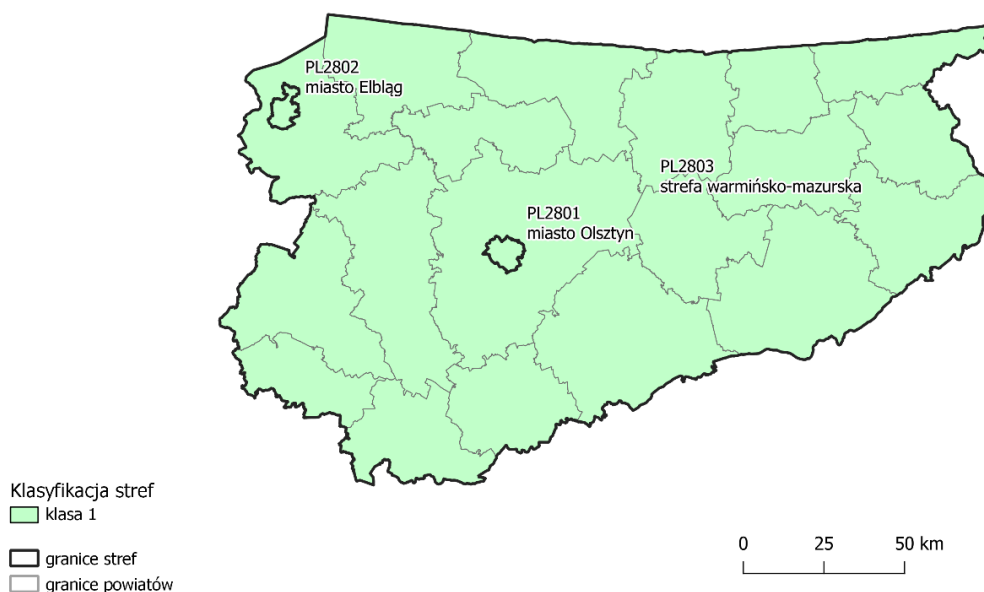 PL2802
miasto Elbląg
PL2803
strefa warmińsko-mazurska
PL2801
miasto Olsztyn
Klasyfikacja stref
klasa 1
granice stref
granice powiatów
0 25 50 km